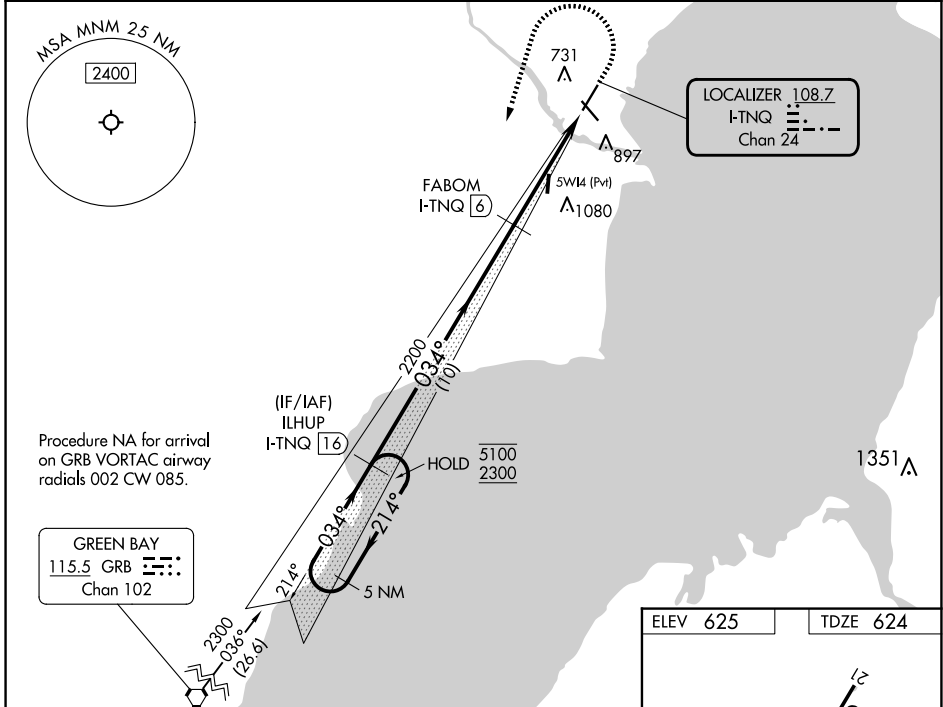 MSA MNM 25 NM
2400
731
LOCALIZER 108.7
I-TNQ
Chan 24
897
FABOM
I-TNQ 6
5WI4 (Pvt)
1080
2200
034°
(10)
(IF/IAF)
ILHUP
I-TNQ 16
Procedure NA for arrival
on GRB VORTAC airway
radials 002 CW 085.
HOLD
5100
2300
1351
034°
214°
214°
5 NM
GREEN BAY
115.5 GRB
Chan 102
2300
036°
(26.6)
ELEV 625
TDZE 624
21